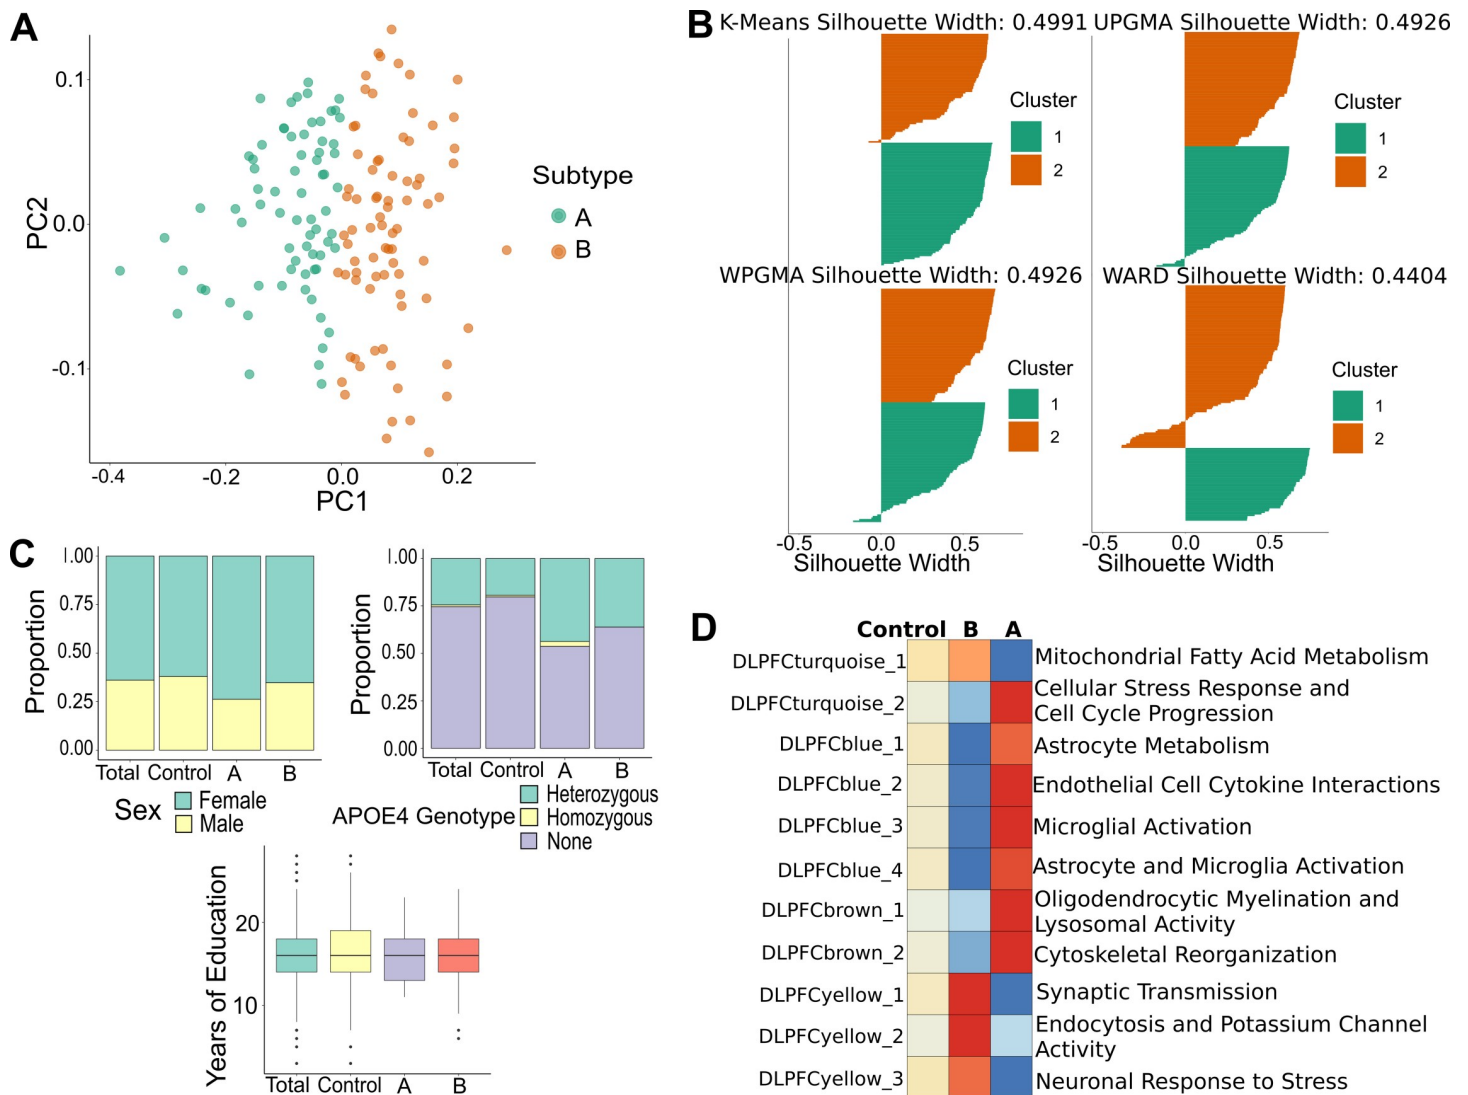 A
0.1
0.0
-0.1
PC2
-0.4
-0.2
0.0
0.2
PC1
Subtype
A
B
B
K-Means Silhouette Width: 0.4991
UPGMA Silhouette Width: 0.4926
Cluster
1
2
Cluster
1
2
WPGMA Silhouette Width: 0.4926
WARD Silhouette Width: 0.4404
Cluster
1
2
Cluster
1
2
-0.5
0.0
0.5
Silhouette Width
-0.5
0.0
0.5
Silhouette Width
C
1.00
0.75
0.50
0.25
0.00
Proportion
Total
Control
A
B
Sex
Female
Male
1.00
0.75
0.50
0.25
0.00
Proportion
Total
Control
A
B
APOE4 Genotype
Heterozygous
Homozygous
None
20
10
Years of Education
Total
Control
A
B
D
Control
B
A
DLPFCturquoise_1
Mitochondrial Fatty Acid Metabolism
DLPFCturquoise_2
Cellular Stress Response and
Cell Cycle Progression
DLPFCblue_1
Astrocyte Metabolism
DLPFCblue_2
Endothelial Cell Cytokine Interactions
DLPFCblue_3
Microglial Activation
DLPFCblue_4
Astrocyte and Microglia Activation
DLPFCbrown_1
Oligodendrocytic Myelination and
Lysosomal Activity
DLPFCbrown_2
Cytoskeletal Reorganization
DLPFCyellow_1
Synaptic Transmission
DLPFCyellow_2
Endocytosis and Potassium Channel
Activity
DLPFCyellow_3
Neuronal Response to Stress